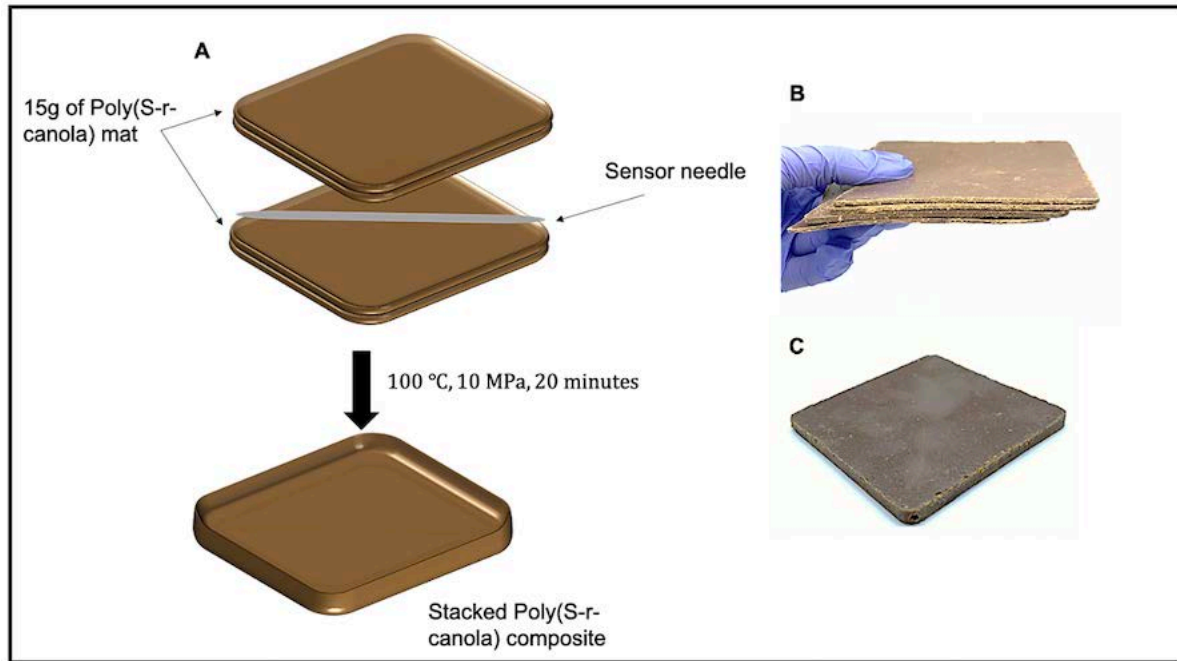 A
15g of Poly(S-r-
canola) mat
Sensor needle
100 °C, 10 MPa, 20 minutes
Stacked Poly(S-r-
canola) composite
B
C